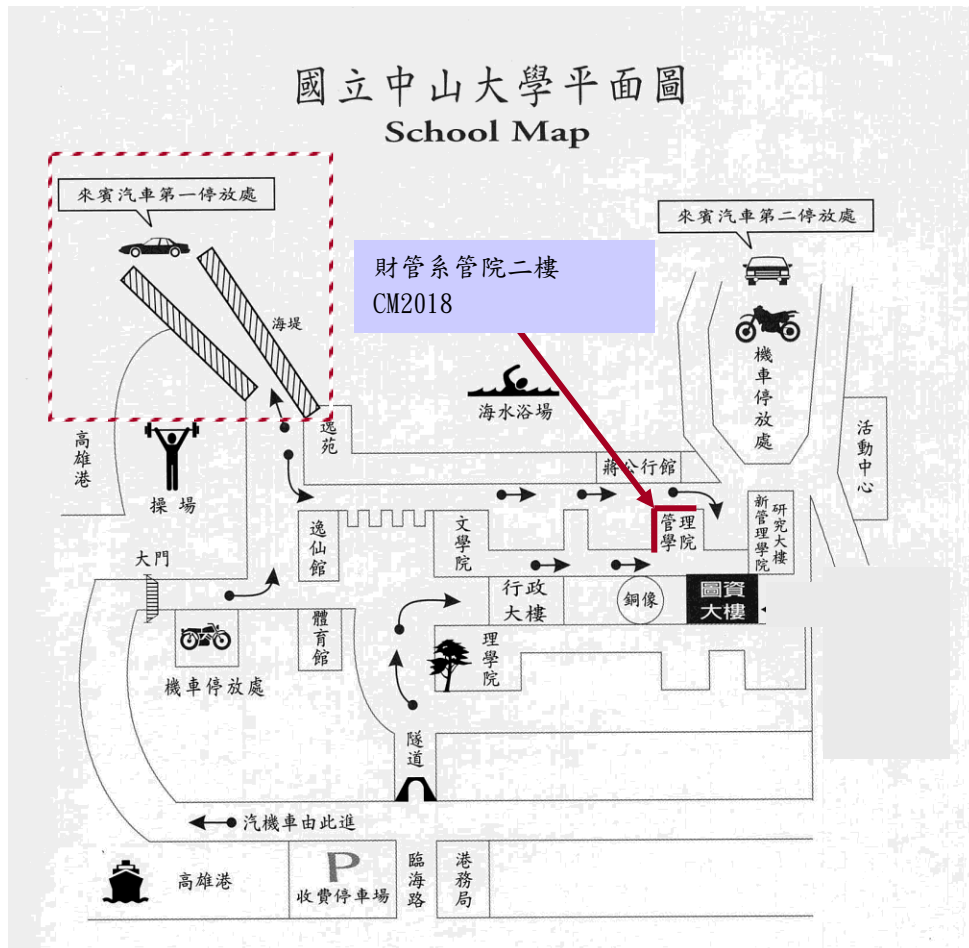 國立中山大學平面圖
School Map
來賓汽車第一停放處
來賓汽車第二停放處
財管系管院二樓
CM2018
海堤
機車停放處
海水浴場
逸苑
高雄港
活動中心
操場
蔣公行館
管理學院
新管理學院
研究大樓
逸仙館
文學院
大門
行政
大樓
銅像
圖資
大樓
體育館
理學院
機車停放處
隧道
汽機車由此進
高雄港
P
收費停車場
臨海路
港務局